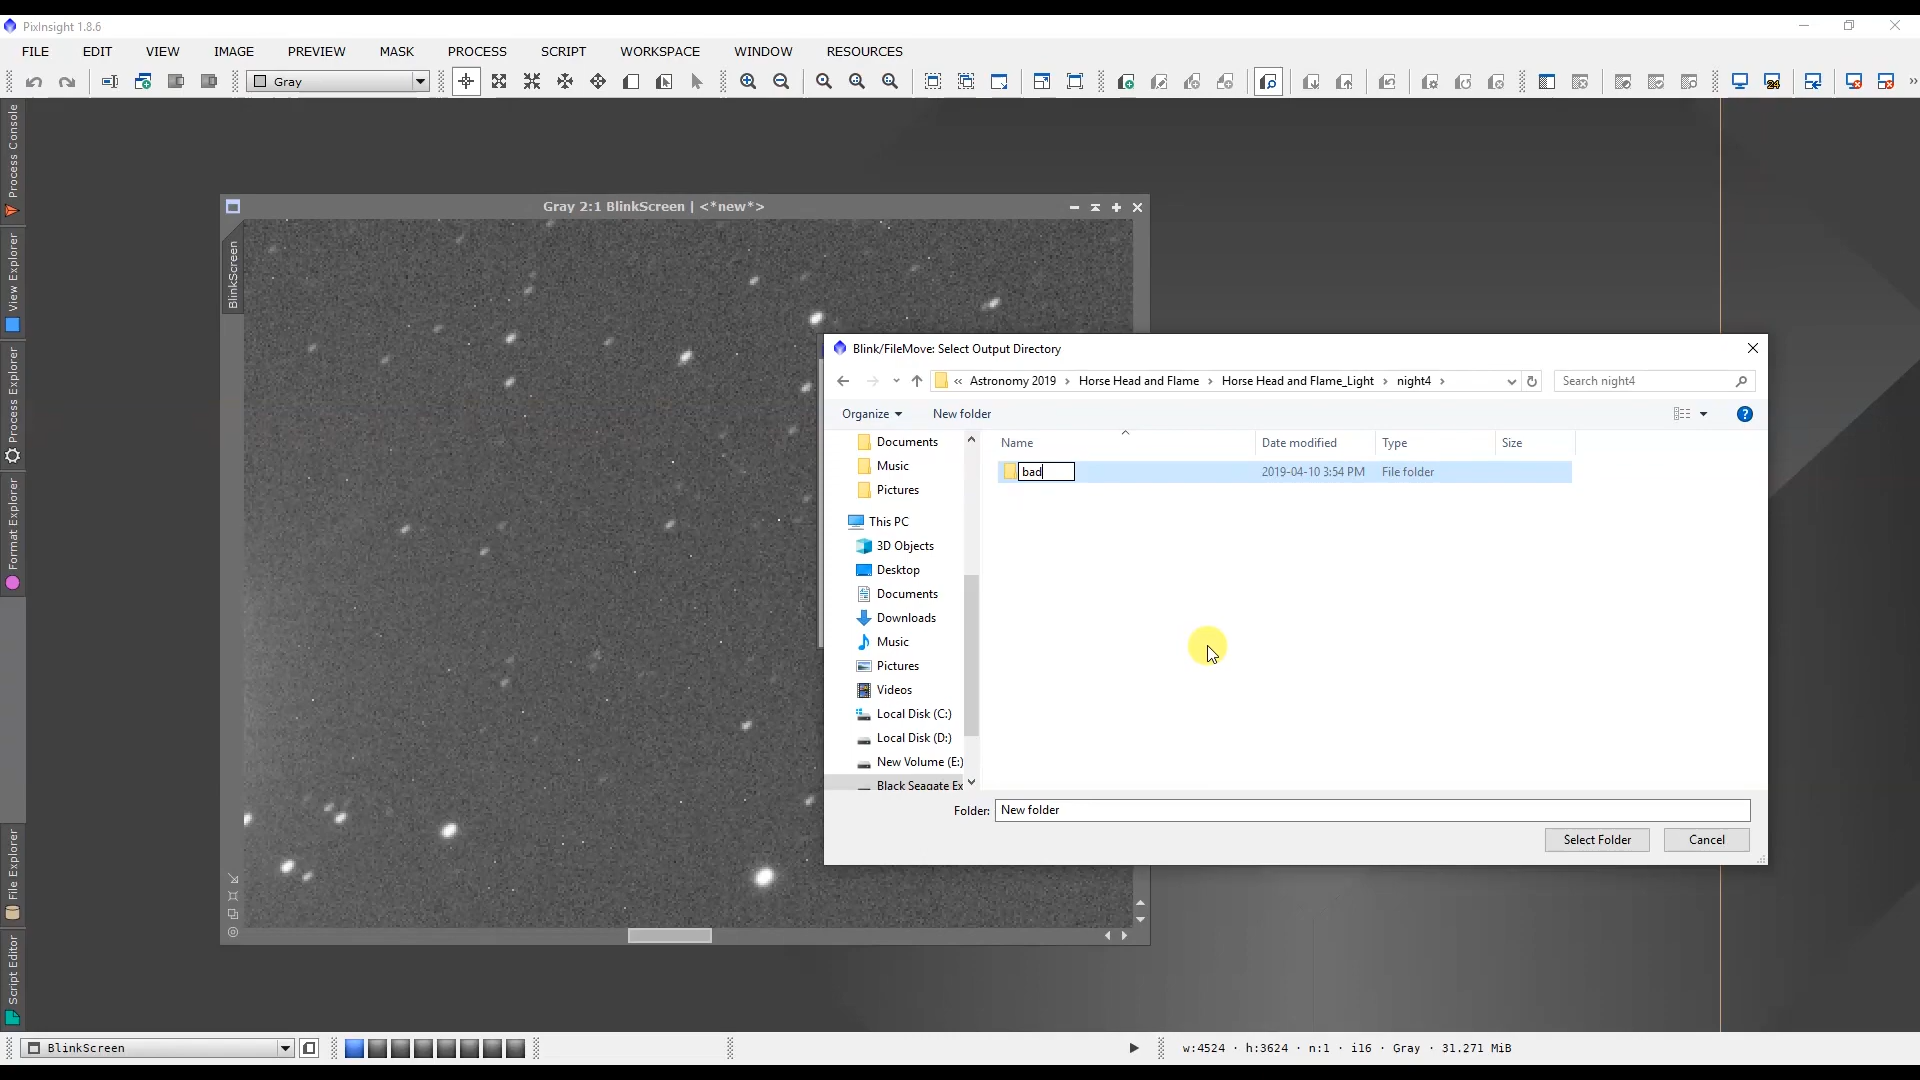 PixInsight 1.8.6
FILE EDIT VIEW IMAGE PREVIEW MASK PROCESS SCRIPT WORKSPACE WINDOW RESOURCES
Gray
24
»
Process Console
View Explorer
Process Explorer
Format Explorer
File Explorer
Script Editor
Gray 2:1 BlinkScreen | <*new*>
BlinkScreen
Blink/FileMove: Select Output Directory
« Astronomy 2019 > Horse Head and Flame > Horse Head and Flame_Light > night4 >
Search night4
Organize New folder
?
Documents
Music
Pictures
This PC
3D Objects
Desktop
Documents
Downloads
Music
Pictures
Videos
Local Disk (C:)
Local Disk (D:)
New Volume (E:)
Black Seagate Ex
Name Date modified Type Size
bad 2019-04-10 3:54 PM File folder
Folder: New folder
Select Folder Cancel
BlinkScreen
w:4524 · h:3624 · n:1 · i16 · Gray · 31.271 MiB